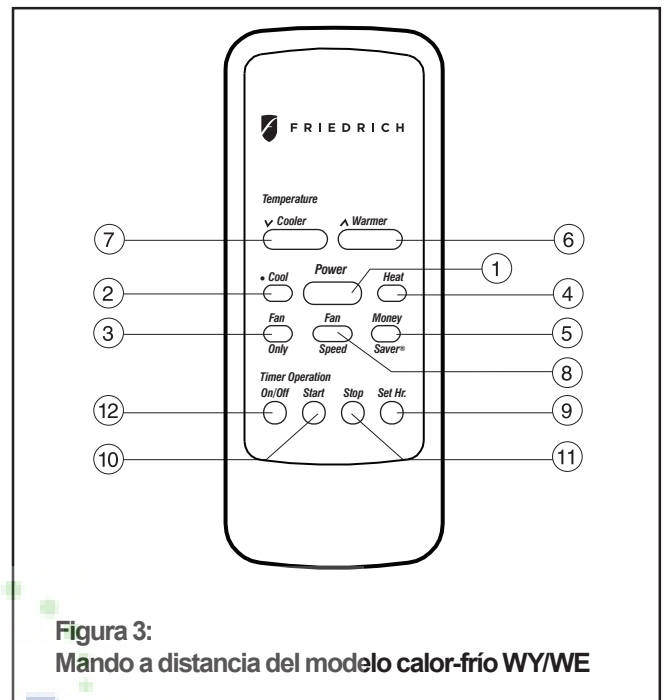 FRIEDRICH
Temperature
Cooler Warmer
7 6
Power 1
• Cool Heat
2 4
Fan Fan Money
3 5
Only Speed Saver®
8
Timer Operation
On/Off Start Stop Set Hr.
12 9
10 11
Figura 3:
Mando a distancia del modelo calor-frío WY/WE